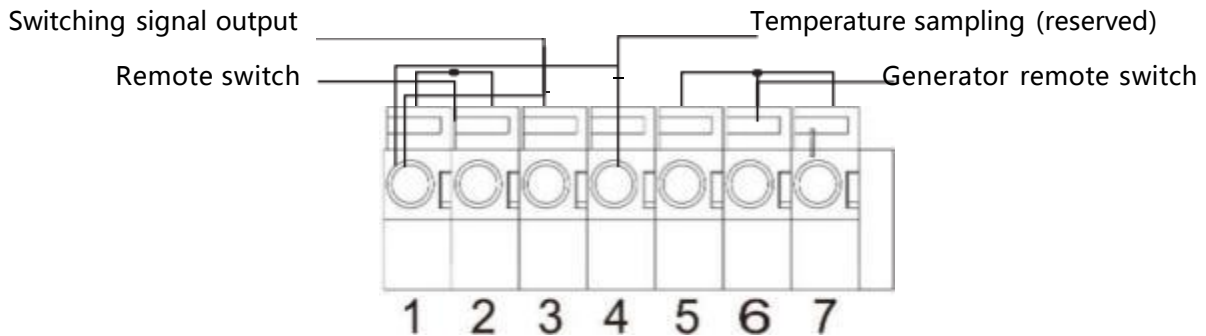 Switching signal output
Temperature sampling (reserved)
Remote switch
Generator remote switch
1 2 3 4 5 6 7